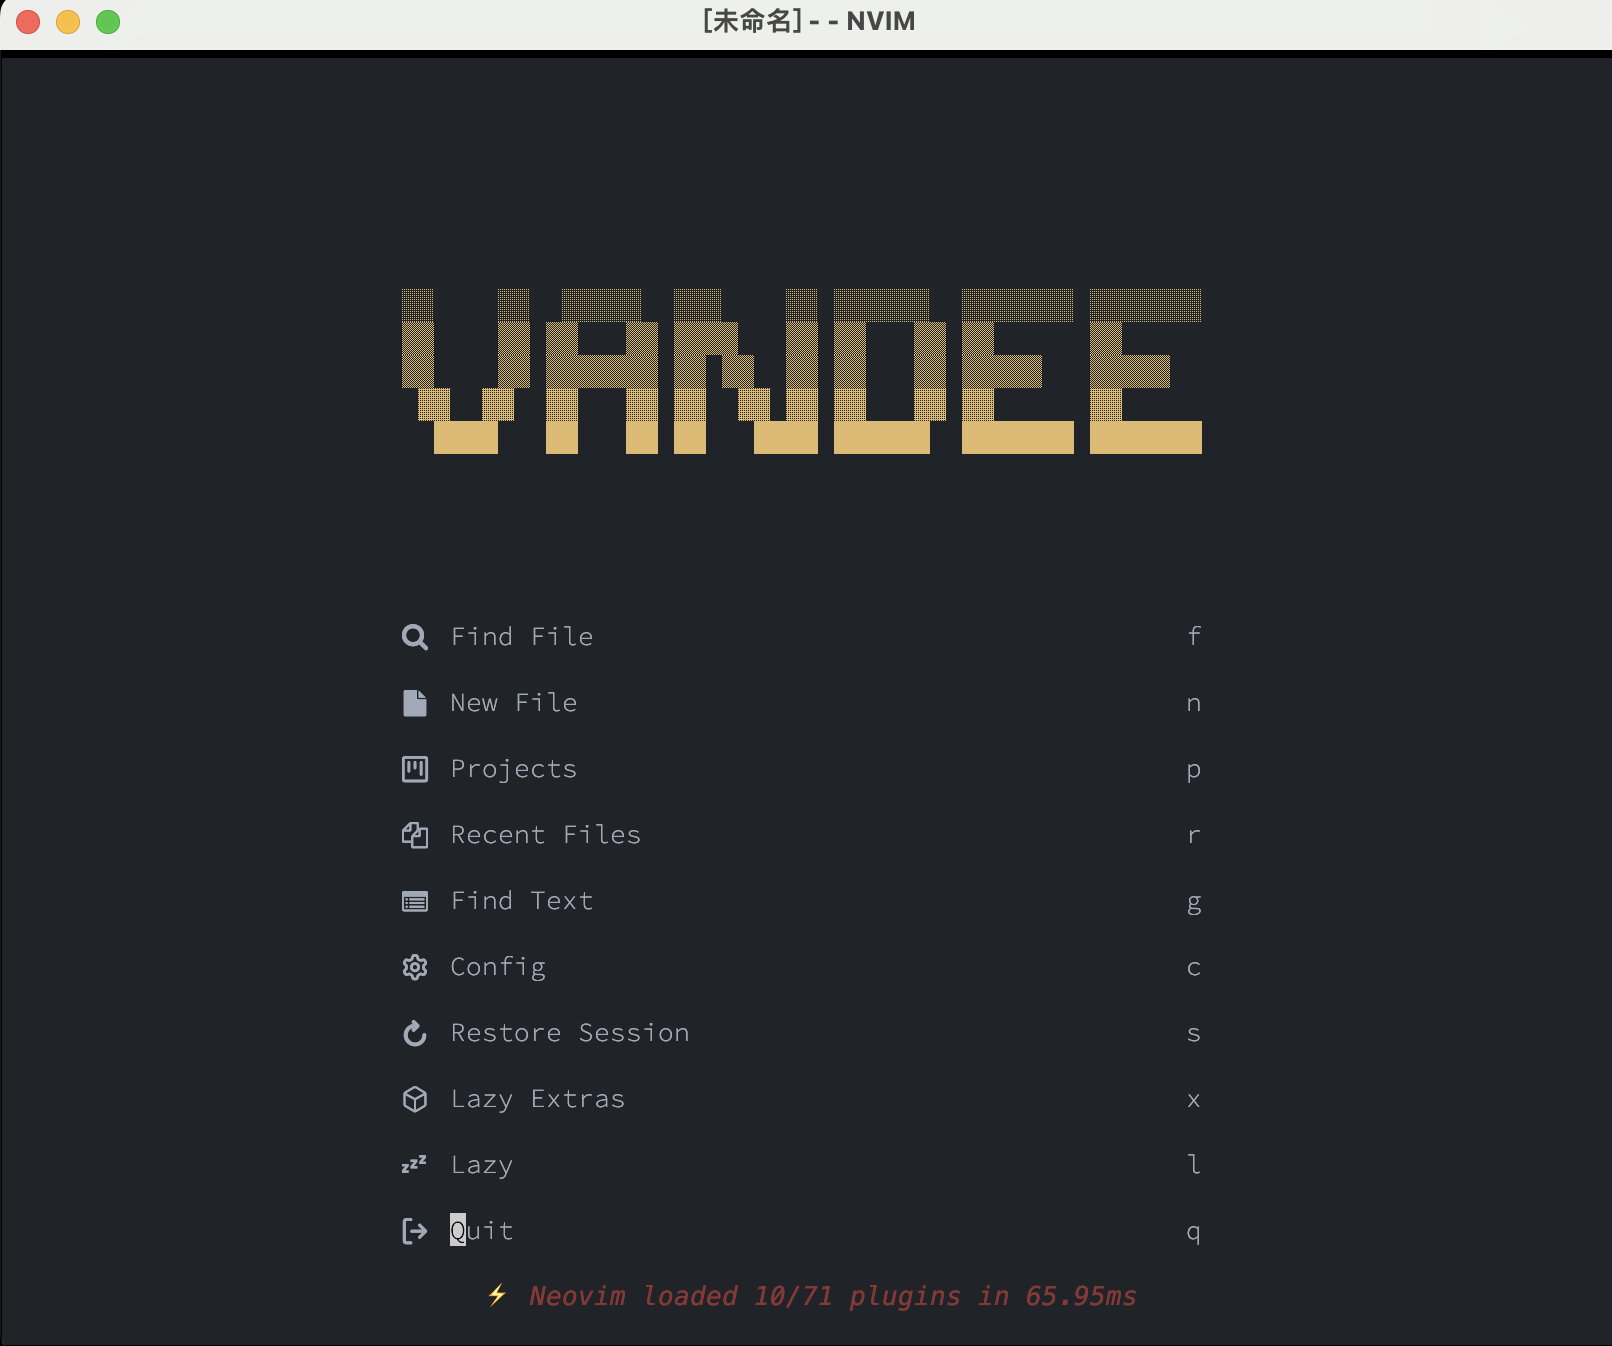 [未命名] - - NVIM
VANDEE
Find File f
New File n
Projects p
Recent Files r
Find Text g
Config c
Restore Session s
Lazy Extras x
Lazy l
Quit q
⚡ Neovim loaded 10/71 plugins in 65.95ms